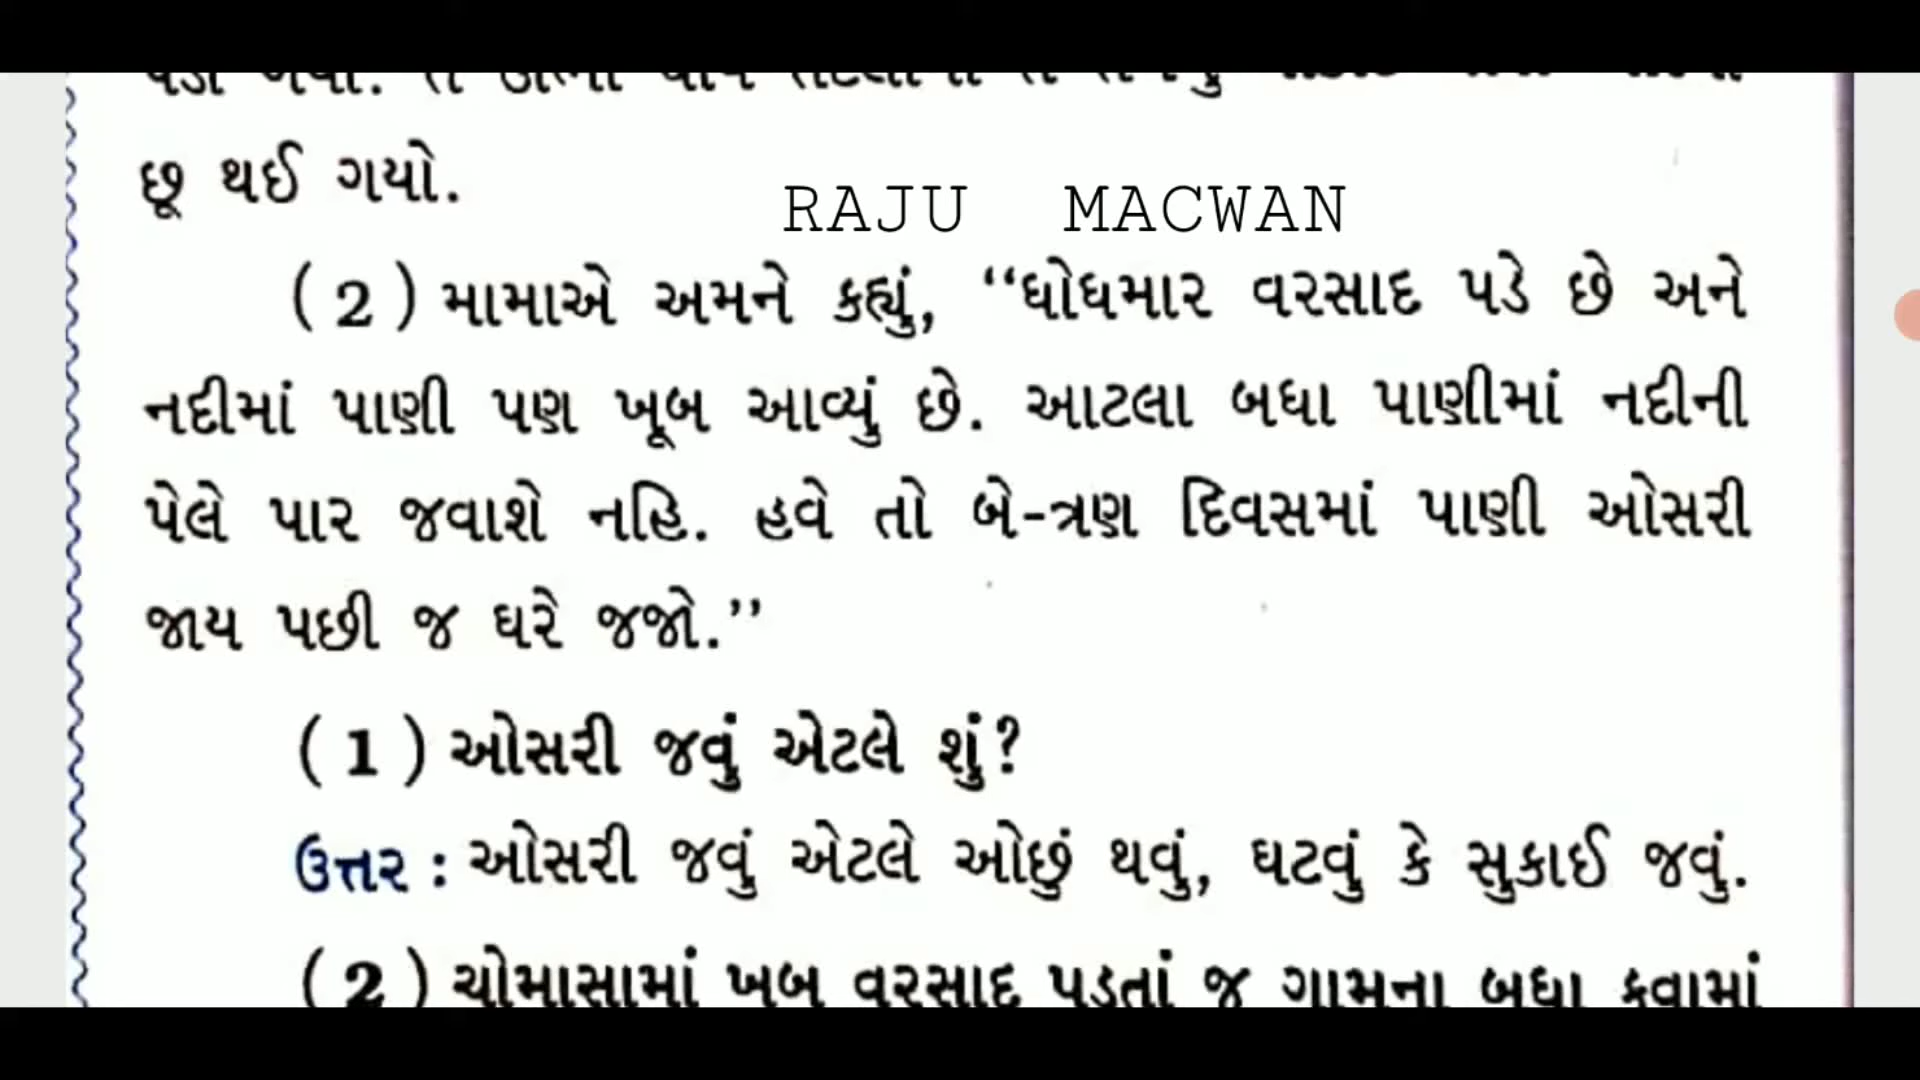 છૂ થઈ ગયો.
RAJU MACWAN
(2) મામાએ અમને કહ્યું, “ધોધમાર વરસાદ પડે છે અને
નદીમાં પાણી પણ ખૂબ આવ્યું છે. આટલા બધા પાણીમાં નદીની
પેલે પાર જવાશે નહિ. હવે તો બે-ત્રણ દિવસમાં પાણી ઓસરી
જાય પછી જ ઘરે જજો.”
(1) ઓસરી જવું એટલે શું?
ઉત્તર : ઓસરી જવું એટલે ઓછું થવું, ઘટવું કે સુકાઈ જવું.
(2) ચોમાસામાં ખૂબ વરસાદ પડતાં જ ગામના બધા કૂવામાં